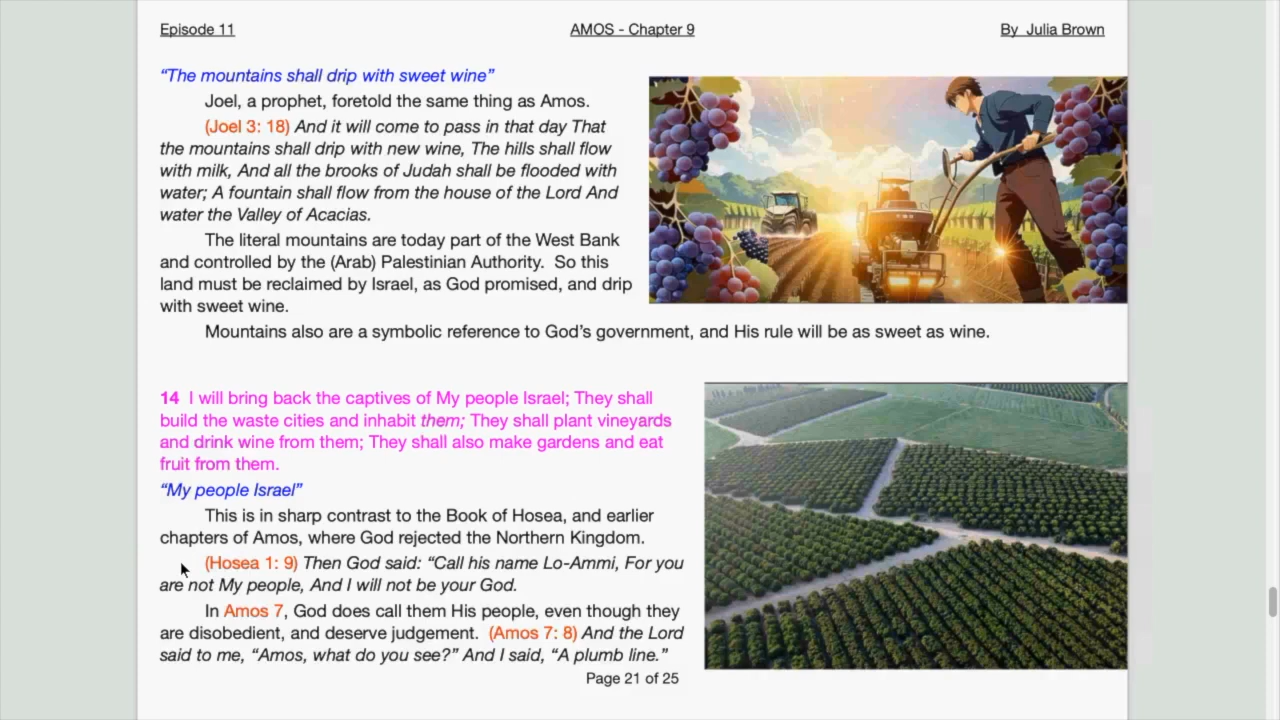 Episode 11
AMOS - Chapter 9
By Julia Brown
“The mountains shall drip with sweet wine”
Joel, a prophet, foretold the same thing as Amos.
(Joel 3: 18) And it will come to pass in that day That
the mountains shall drip with new wine, The hills shall flow
with milk, And all the brooks of Judah shall be flooded with
water; A fountain shall flow from the house of the Lord And
water the Valley of Acacias.
The literal mountains are today part of the West Bank
and controlled by the (Arab) Palestinian Authority. So this
land must be reclaimed by Israel, as God promised, and drip
with sweet wine.
Mountains also are a symbolic reference to God’s government, and His rule will be as sweet as wine.
14 I will bring back the captives of My people Israel; They shall
build the waste cities and inhabit them; They shall plant vineyards
and drink wine from them; They shall also make gardens and eat
fruit from them.
“My people Israel”
This is in sharp contrast to the Book of Hosea, and earlier
chapters of Amos, where God rejected the Northern Kingdom.
(Hosea 1: 9) Then God said: “Call his name Lo-Ammi, For you
are not My people, And I will not be your God.
In Amos 7, God does call them His people, even though they
are disobedient, and deserve judgement. (Amos 7: 8) And the Lord
said to me, “Amos, what do you see?” And I said, “A plumb line.”
Page 21 of 25